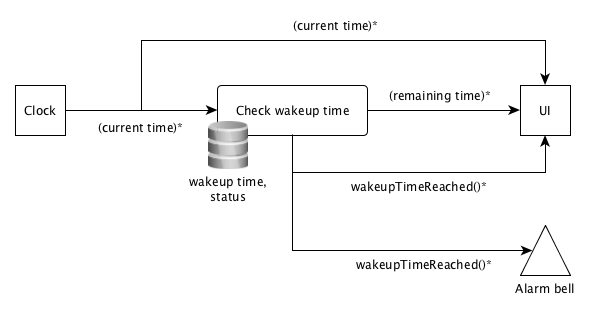 (current time)*
Clock
Check wakeup time
(remaining time)*
UI
(current time)*
wakeup time,
status
wakeupTimeReached()*
wakeupTimeReached()*
Alarm bell